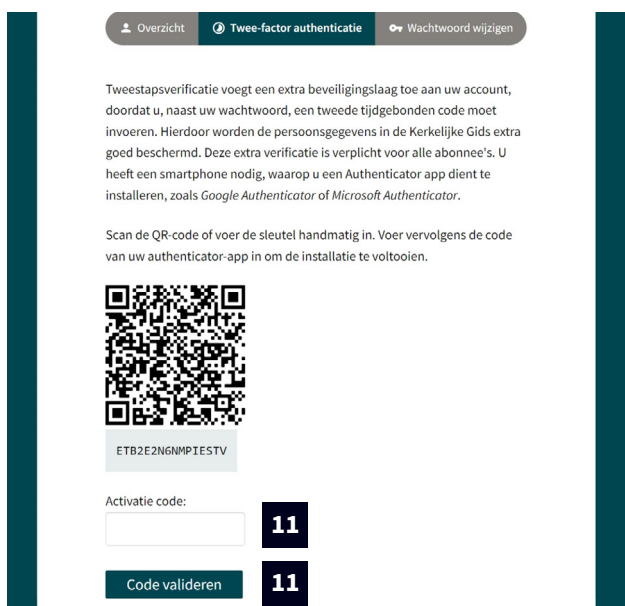 Overzicht Twee-factor authenticatie Wachtwoord wijzigen
Tweestapsverificatie voegt een extra beveiligingslaag toe aan uw account,
doordat u, naast uw wachtwoord, een tweede tijdgebonden code moet
invoeren. Hierdoor worden de persoonsgegevens in de Kerkelijke Gids extra
goed beschermd. Deze extra verificatie is verplicht voor alle abonnee's. U
heeft een smartphone nodig, waarop u een Authenticator app dient te
installeren, zoals Google Authenticator of Microsoft Authenticator.
Scan de QR-code of voer de sleutel handmatig in. Voer vervolgens de code
van uw authenticator-app in om de installatie te voltooien.
ETB2E2N6NMPIESTV
Activatie code:
11
Code valideren 11